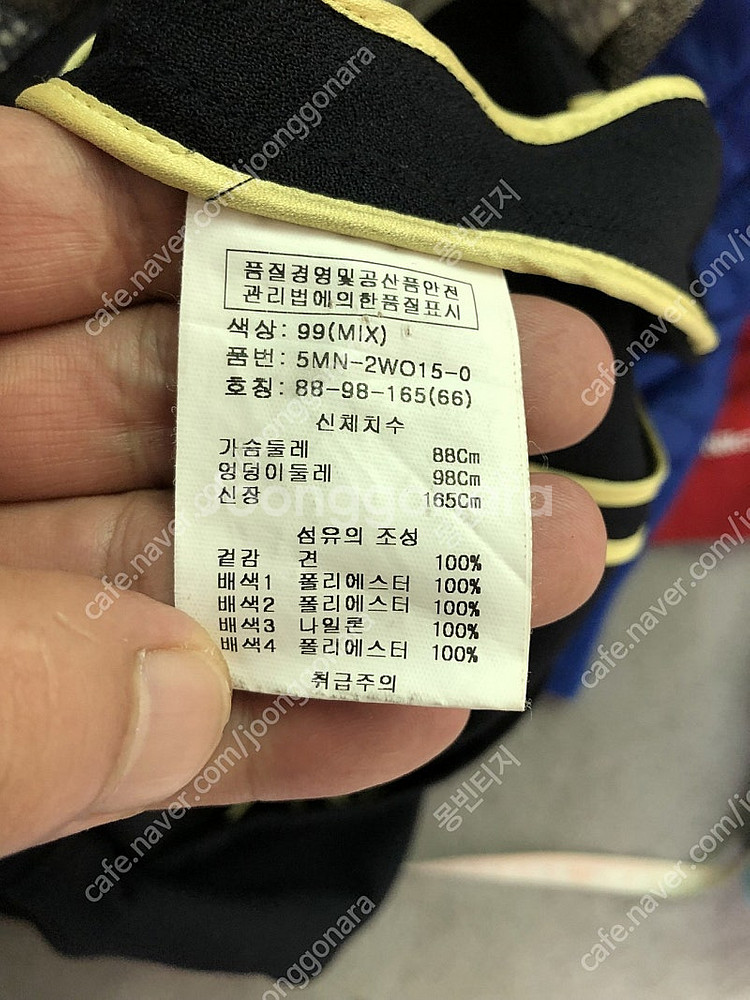 품질경영및공산품안전
관리법에의한품질표시
색상: 99(MIX)
품번: 5MN-2WO15-0
호칭: 88-98-165(66)
신체치수
가슴둘레 88Cm
엉덩이둘레 98Cm
신장 165Cm
섬유의 조성
겉감 견 100%
배색1 폴리에스터 100%
배색2 폴리에스터 100%
배색3 나일론 100%
배색4 폴리에스터 100%
취급주의
joonggonara
cafe.naver.com/joonggonara
몽빈티지